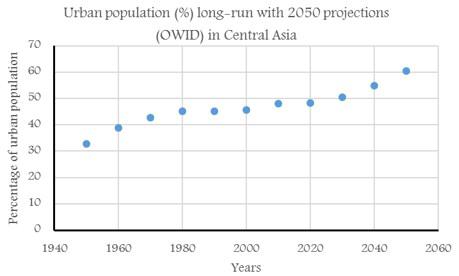 Urban population (%) long-run with 2050 projections
(OWID) in Central Asia
Percentage of urban population
70
60
50
40
30
20
10
0
1940 1960 1980 2000 2020 2040 2060
Years